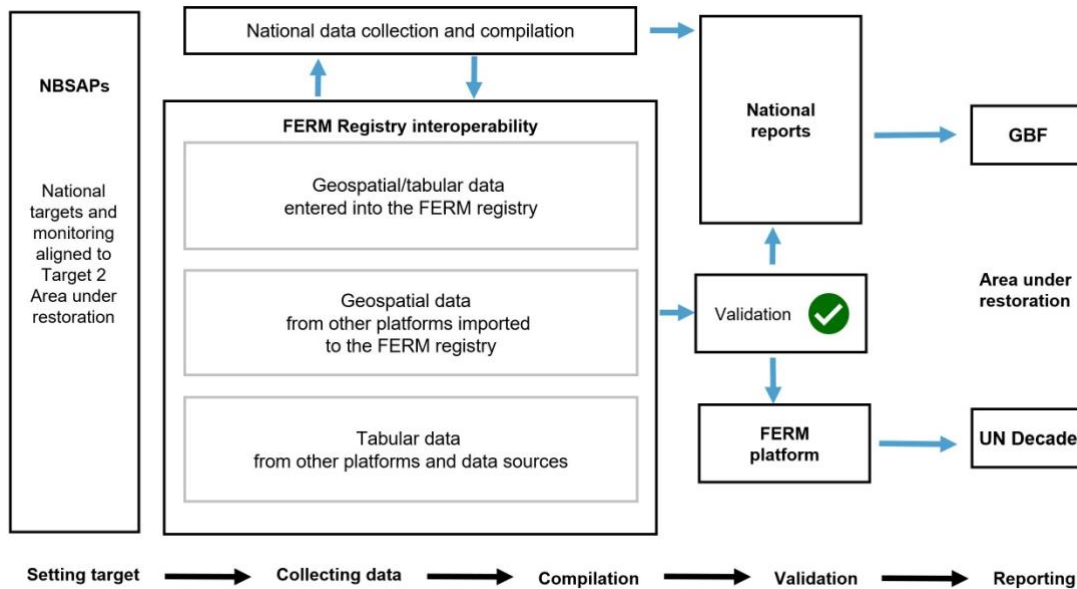 NBSAPs
National
targets and
monitoring
aligned to
Target 2
Area under
restoration
National data collection and compilation
FERM Registry interoperability
Geospatial/tabular data
entered into the FERM registry
Geospatial data
from other platforms imported
to the FERM registry
Tabular data
from other platforms and data sources
National
reports
Validation
FERM
platform
GBF
Area under
restoration
UN Decade
Setting target
Collecting data
Compilation
Validation
Reporting